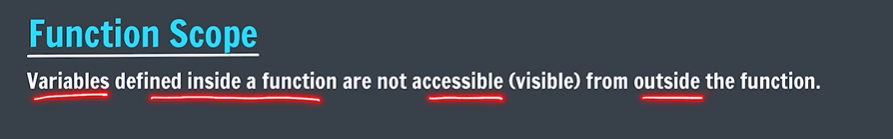 Function Scope
Variables defined inside a function are not accessible (visible) from outside the function.